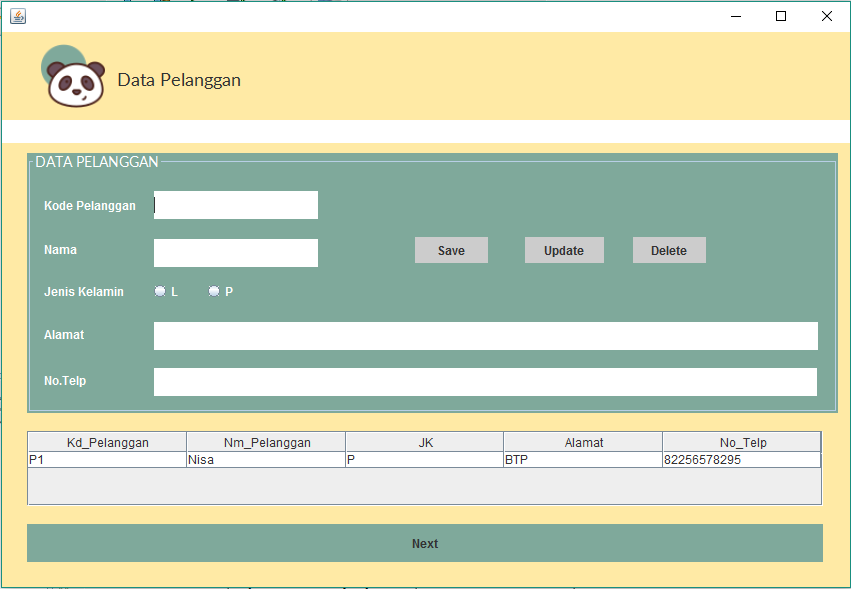 Data Pelanggan
DATA PELANGGAN
Kode Pelanggan
Nama
Save Update Delete
Jenis Kelamin L P
Alamat
No.Telp
Kd_Pelanggan Nm_Pelanggan JK Alamat No_Telp
P1 Nisa P BTP 82256578295
Next